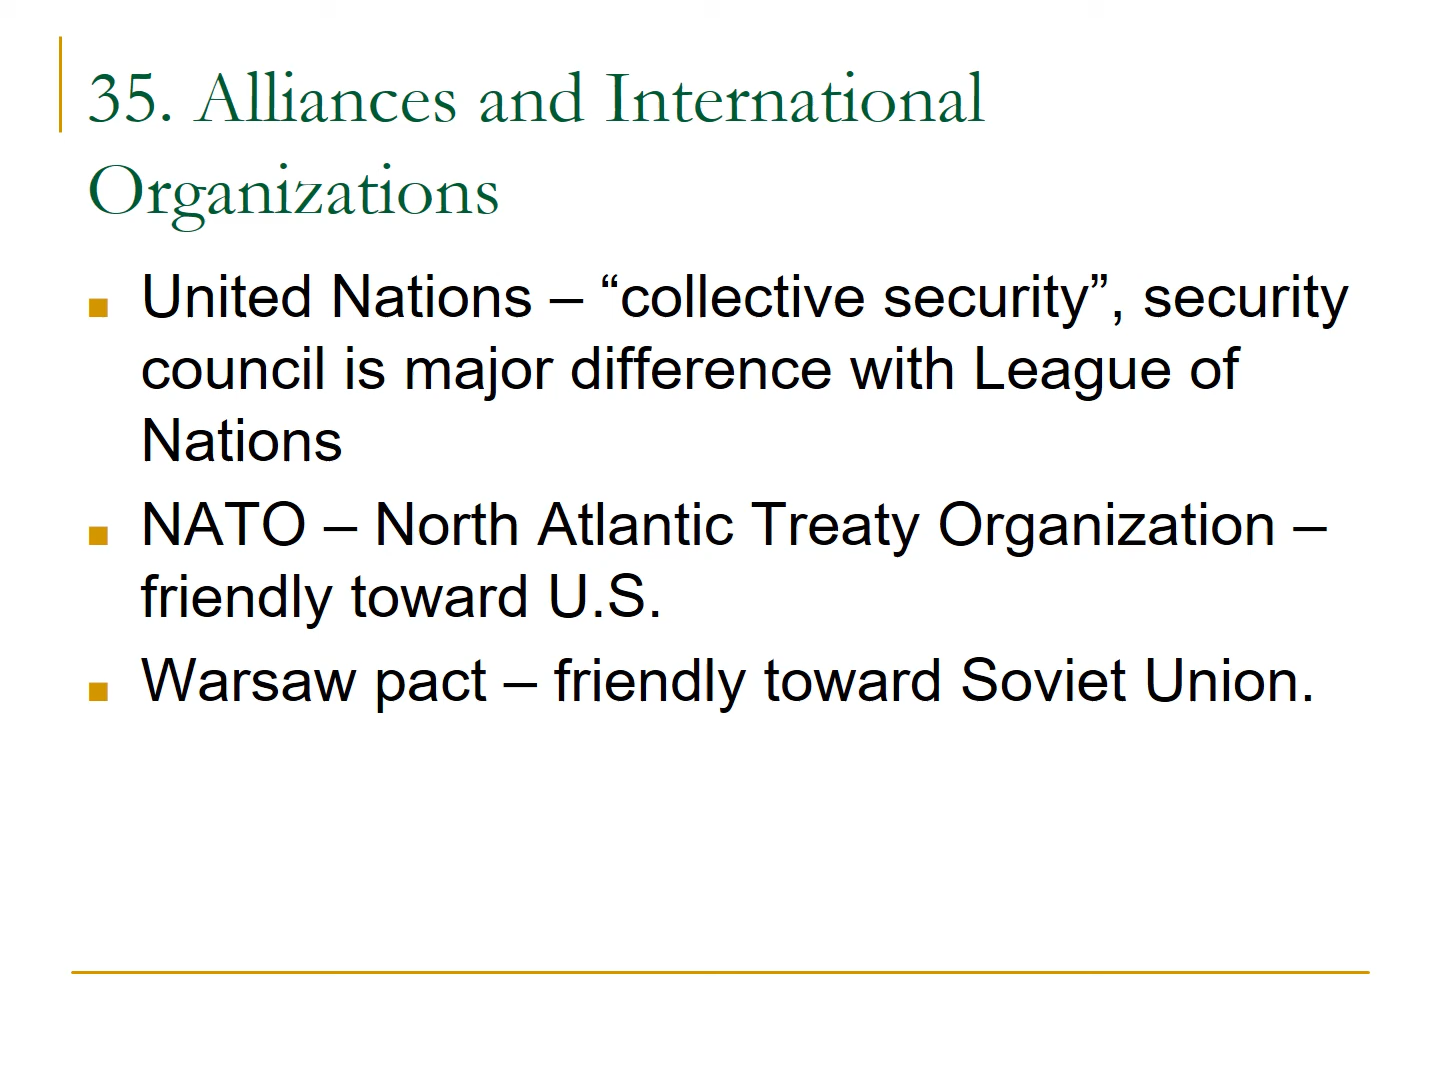 35. Alliances and International
Organizations
■ United Nations – “collective security”, security
council is major difference with League of
Nations
■ NATO – North Atlantic Treaty Organization –
friendly toward U.S.
■ Warsaw pact – friendly toward Soviet Union.